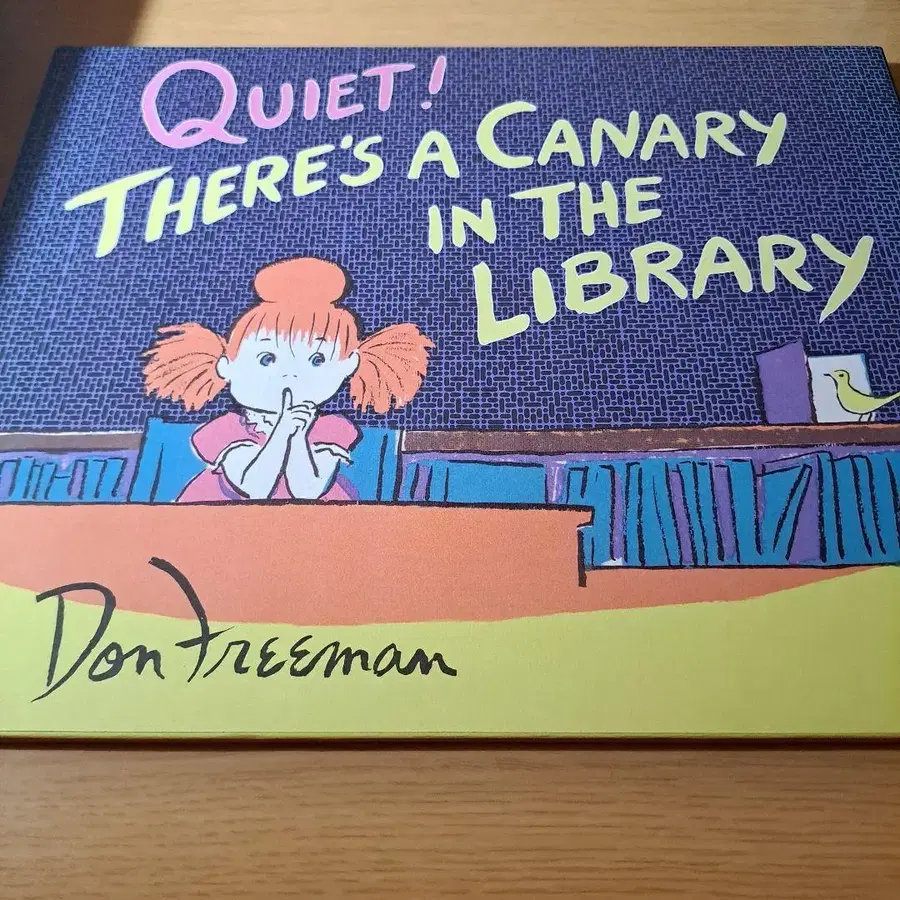 QUIET!
THERE'S A CANARY
IN THE
LIBRARY
Don Freeman